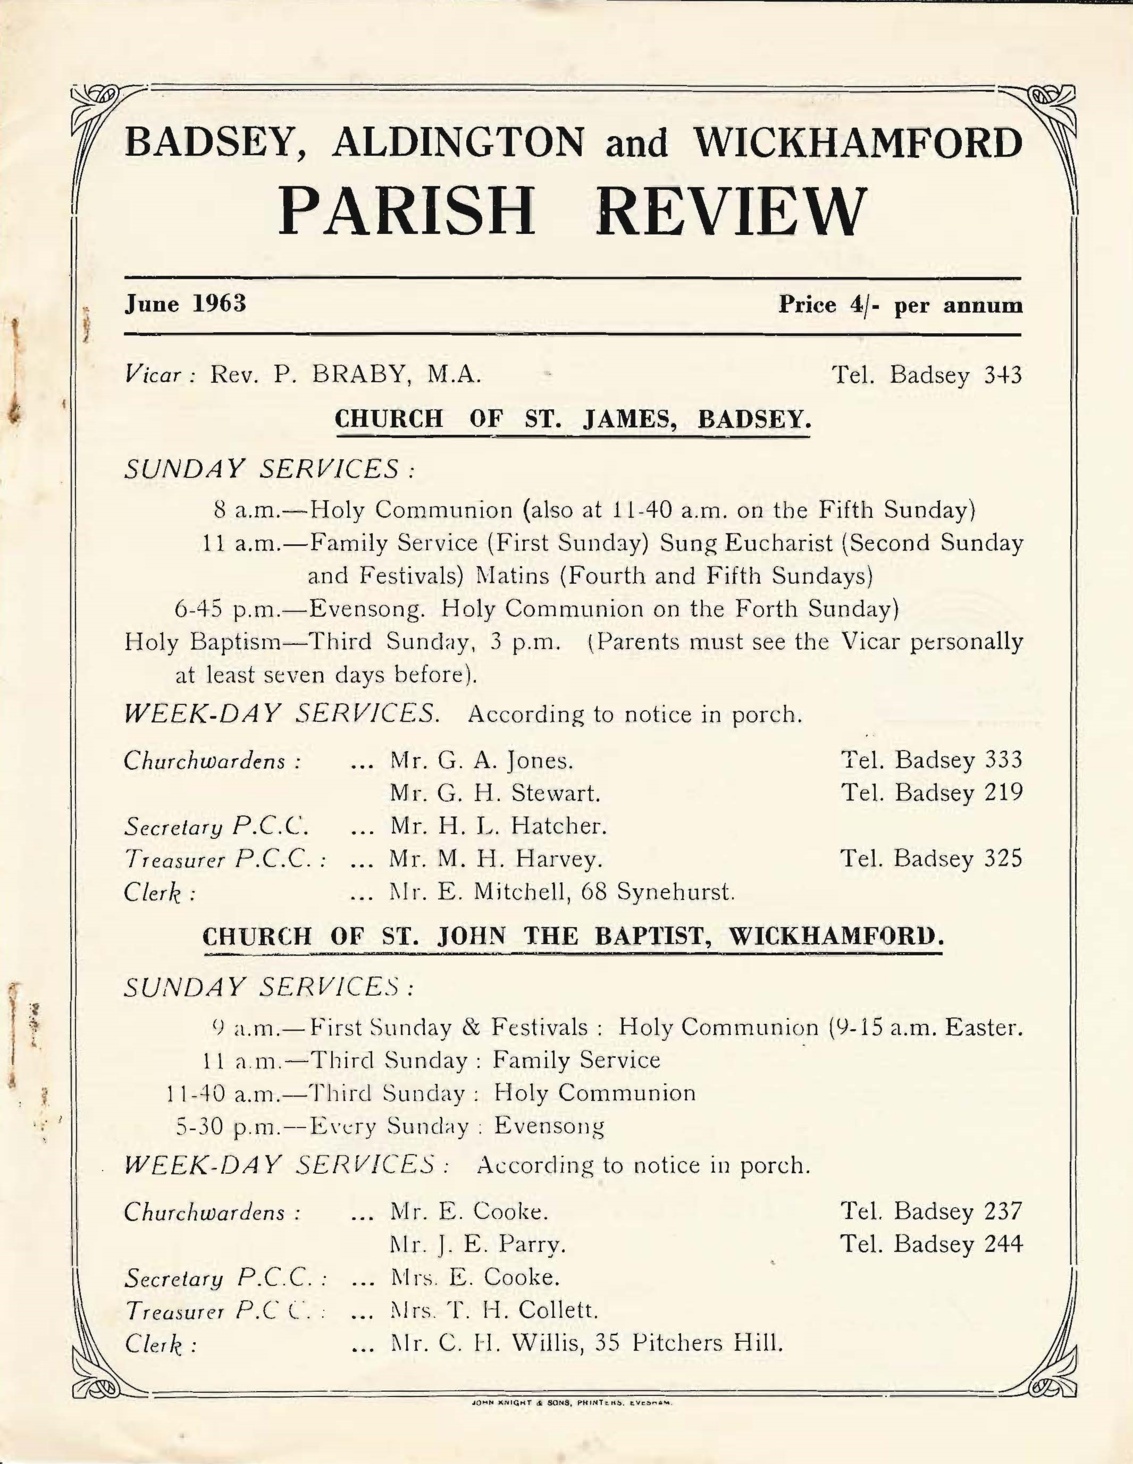 BADSEY, ALDINGTON and WICKHAMFORD
PARISH REVIEW
June 1963 Price 4/- per annum
Vicar : Rev. P. BRABY, M.A. Tel. Badsey 343
CHURCH OF ST. JAMES, BADSEY.
SUNDAY SERVICES :
8 a.m.—Holy Communion (also at 11-40 a.m. on the Fifth Sunday)
11 a.m.—Family Service (First Sunday) Sung Eucharist (Second Sunday
and Festivals) Matins (Fourth and Fifth Sundays)
6-45 p.m.—Evensong. Holy Communion on the Forth Sunday)
Holy Baptism—Third Sunday, 3 p.m. (Parents must see the Vicar personally
at least seven days before).
WEEK-DAY SERVICES. According to notice in porch.
Churchwardens : ... Mr. G. A. Jones. Tel. Badsey 333
Mr. G. H. Stewart. Tel. Badsey 219
Secretary P.C.C. ... Mr. H. L. Hatcher.
Treasurer P.C.C. : ... Mr. M. H. Harvey. Tel. Badsey 325
Clerk : ... Mr. E. Mitchell, 68 Synehurst.
CHURCH OF ST. JOHN THE BAPTIST, WICKHAMFORD.
SUNDAY SERVICES :
9 a.m.—First Sunday & Festivals : Holy Communion (9-15 a.m. Easter.
11 a.m.—Third Sunday : Family Service
11-40 a.m.—Third Sunday : Holy Communion
5-30 p.m.—Every Sunday : Evensong
WEEK-DAY SERVICES : According to notice in porch.
Churchwardens : ... Mr. E. Cooke. Tel. Badsey 237
Mr. J. E. Parry. Tel. Badsey 244
Secretary P.C.C. : ... Mrs. E. Cooke.
Treasurer P.C.C. : ... Mrs. T. H. Collett.
Clerk : ... Mr. C. H. Willis, 35 Pitchers Hill.
JOHN KNIGHT & SONS, PRINTERS, EVESHAM.